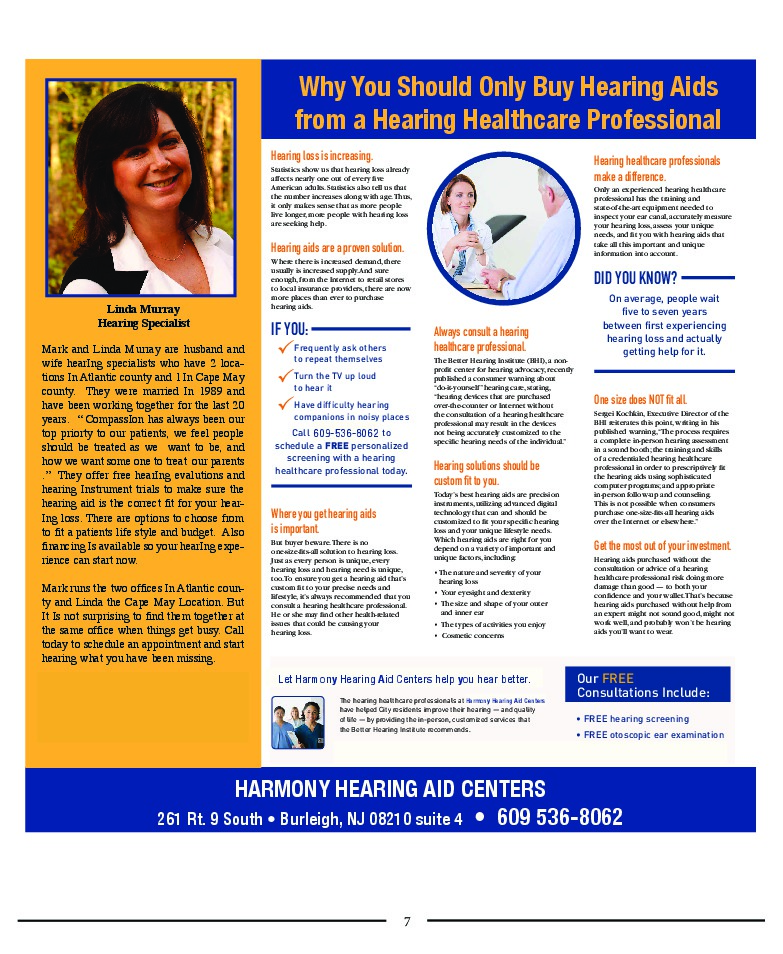 Why You Should Only Buy Hearing Aids
from a Hearing Healthcare Professional
Linda Murray
Hearing Specialist
Mark and Linda Murray are husband and
wife hearIng specialists who have 2 loca-
tions In Atlantic county and 1 In Cape May
county. They were married In 1989 and
have been working together for the last 20
years. “CompassIon has always been our
top priorty to our patients, we feel people
should be treated as we want to be, and
how we want some one to treat our parents
.” They offer free hearIng evalutions and
hearing Instrument trials to make sure the
hearing aid is the correct fit for your hear-
Ing loss. There are options to choose from
to fit a patients life style and budget. Also
financing Is available so your hearIng expe-
rience can start now.
Mark runs the two offices In Atlantic coun-
ty and Linda the Cape May Location. But
It Is not surprising to find them together at
the same office when things get busy. Call
today to schedule an appointment and start
hearing what you have been missing.
Hearing loss is increasing.
Statistics show us that hearing loss already
affects nearly one out of every five
American adults. Statistics also tell us that
the number increases along with age. Thus,
it only makes sense that as more people
live longer, more people with hearing loss
are seeking help.
Hearing aids are a proven solution.
Where there is increased demand, there
usually is increased supply. And sure
enough, from the Internet to retail stores
to local insurance providers, there are now
more places than ever to purchase
hearing aids.
IF YOU:
Frequently ask others
to repeat themselves
Turn the TV up loud
to hear it
Have difficulty hearing
companions in noisy places
Call 609-536-8062 to
schedule a FREE personalized
screening with a hearing
healthcare professional today.
Where you get hearing aids
is important.
But buyer beware. There is no
one-size-fits-all solution to hearing loss.
Just as every person is unique, every
hearing loss and hearing need is unique,
too. To ensure you get a hearing aid that's
custom fit to your precise needs and
lifestyle, it's always recommended that you
consult a hearing healthcare professional.
He or she may find other health-related
issues that could be causing your
hearing loss.
Always consult a hearing
healthcare professional.
The Better Hearing Institute (BHI), a non-
profit center for hearing advocacy, recently
published a consumer warning about
“do-it-yourself” hearing care, stating,
“hearing devices that are purchased
over-the-counter or Internet without
the consultation of a hearing healthcare
professional may result in the devices
not being accurately customized to the
specific hearing needs of the individual.”
Hearing solutions should be
custom fit to you.
Today's best hearing aids are precision
instruments, utilizing advanced digital
technology that can and should be
customized to fit your specific hearing
loss and your unique lifestyle needs.
Which hearing aids are right for you
depend on a variety of important and
unique factors, including:
• The nature and severity of your
hearing loss
• Your eyesight and dexterity
• The size and shape of your outer
and inner ear
• The types of activities you enjoy
• Cosmetic concerns
Hearing healthcare professionals
make a difference.
Only an experienced hearing healthcare
professional has the training and
state-of-the-art equipment needed to
inspect your ear canal, accurately measure
your hearing loss, assess your unique
needs, and fit you with hearing aids that
take all this important and unique
information into account.
DID YOU KNOW?
On average, people wait
five to seven years
between first experiencing
hearing loss and actually
getting help for it.
One size does NOT fit all.
Sergei Kochkin, Executive Director of the
BHI reiterates this point, writing in his
published warning, “The process requires
a complete in-person hearing assessment
in a sound booth; the training and skills
of a credentialed hearing healthcare
professional in order to prescriptively fit
the hearing aids using sophisticated
computer programs; and appropriate
in-person follow-up and counseling.
This is not possible when consumers
purchase one-size-fits all hearing aids
over the Internet or elsewhere.”
Get the most out of your investment.
Hearing aids purchased without the
consultation or advice of a hearing
healthcare professional risk doing more
damage than good — to both your
confidence and your wallet. That's because
hearing aids purchased without help from
an expert might not sound good, might not
work well, and probably won't be hearing
aids you'll want to wear.
Let Harmony Hearing Aid Centers help you hear better.
The hearing healthcare professionals at Harmony Hearing Aid Centers
have helped City residents improve their hearing — and quality
of life — by providing the in-person, customized services that
the Better Hearing Institute recommends.
Our FREE
Consultations Include:
• FREE hearing screening
• FREE otoscopic ear examination
HARMONY HEARING AID CENTERS
261 Rt. 9 South • Burleigh, NJ 08210 suite 4 • 609 536-8062
7